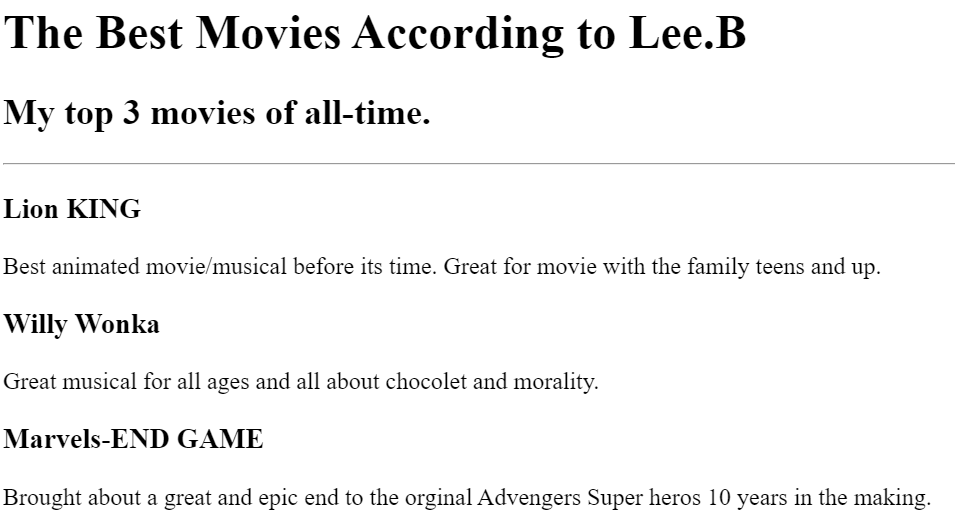 The Best Movies According to Lee.B
My top 3 movies of all-time.
Lion KING
Best animated movie/musical before its time. Great for movie with the family teens and up.
Willy Wonka
Great musical for all ages and all about chocolet and morality.
Marvels-END GAME
Brought about a great and epic end to the orginal Advengers Super heros 10 years in the making.